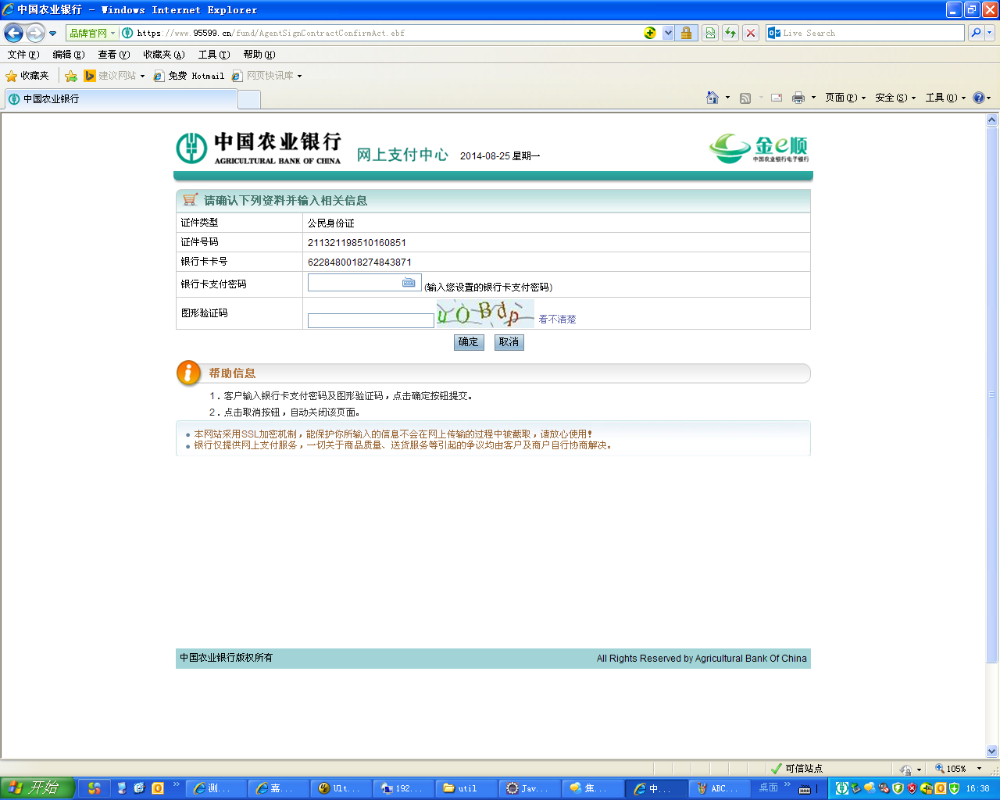 中国农业银行 - Windows Internet Explorer
品牌官网 https://www.95599.cn/fund/AgentSignContractConfirmAct.ebf Live Search
文件(F) 编辑(E) 查看(V) 收藏夹(A) 工具(T) 帮助(H)
收藏夹 建议网站 免费 Hotmail 网页快讯库
中国农业银行 页面(P) 安全(S) 工具(O)
中国农业银行 AGRICULTURAL BANK OF CHINA 网上支付中心 2014-08-25 星期一 金e顺 中国农业银行电子银行
请确认下列资料并输入相关信息
证件类型 公民身份证
证件号码 211321198510160851
银行卡卡号 6228480018274843871
银行卡支付密码 (输入您设置的银行卡支付密码)
图形验证码 uOBdp 看不清楚
确定 取消
帮助信息
1．客户输入银行卡支付密码及图形验证码，点击确定按钮提交。
2．点击取消按钮，自动关闭该页面。
本网站采用SSL加密机制，能保护你所输入的信息不会在网上传输的过程中被截取，请放心使用！
银行仅提供网上支付服务，一切关于商品质量、送货服务等引起的争议均由客户及商户自行协商解决。
中国农业银行版权所有 All Rights Reserved by Agricultural Bank Of China
可信站点 105%
开始 测... 嘉... Ult... 192... util Jav... 焦... 中... ABC... 桌面 16:38